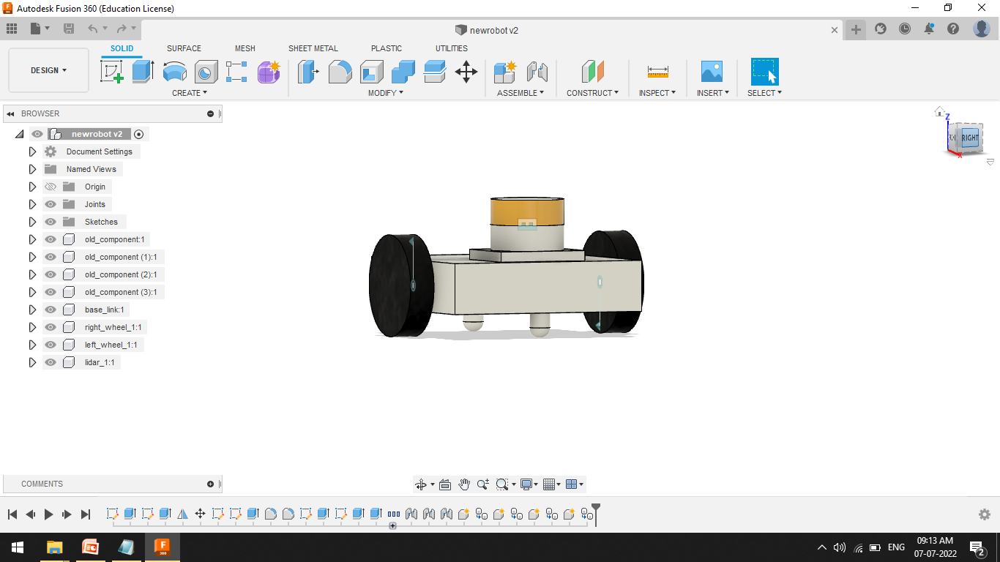 Autodesk Fusion 360 (Education License)
newrobot v2
SOLID SURFACE MESH SHEET METAL PLASTIC UTILITIES
DESIGN
CREATE MODIFY ASSEMBLE CONSTRUCT INSPECT INSERT SELECT
BROWSER
newrobot v2
Document Settings
Named Views
Origin
Joints
Sketches
old_component:1
old_component (1):1
old_component (2):1
old_component (3):1
base_link:1
right_wheel_1:1
left_wheel_1:1
lidar_1:1
Z
RIGHT
X
COMMENTS
F
360
ENG
09:13 AM
07-07-2022
2